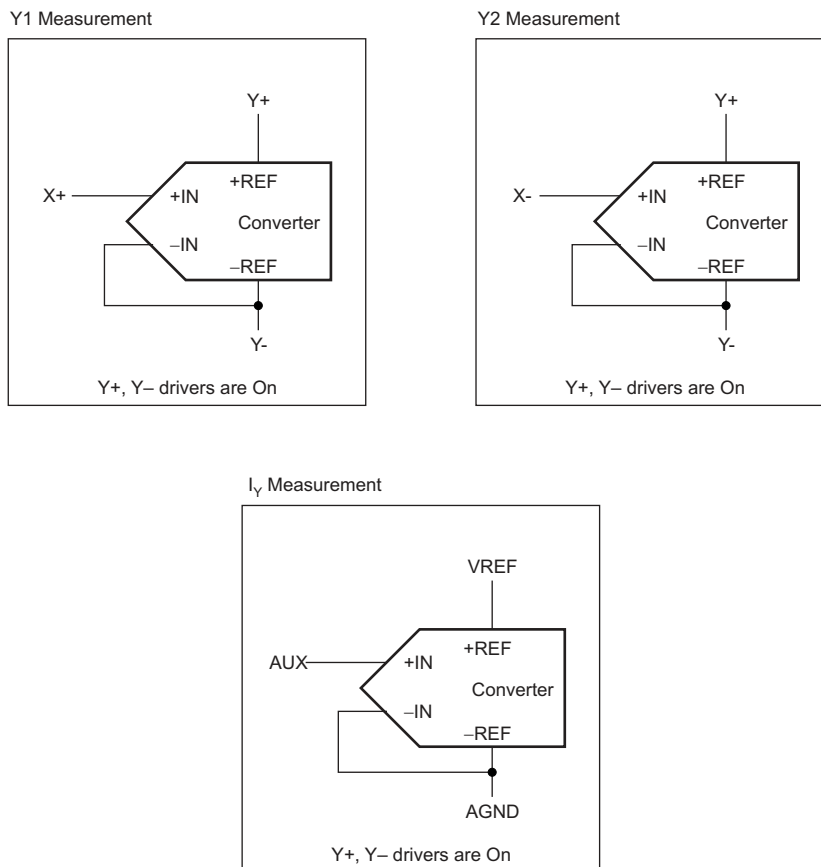 Y1 Measurement
Y+
X+
+IN
+REF
Converter
–IN
–REF
Y-
Y+, Y– drivers are On
Y2 Measurement
Y+
X-
+IN
+REF
Converter
–IN
–REF
Y-
Y+, Y– drivers are On
IY Measurement
VREF
AUX
+IN
+REF
Converter
–IN
–REF
AGND
Y+, Y– drivers are On